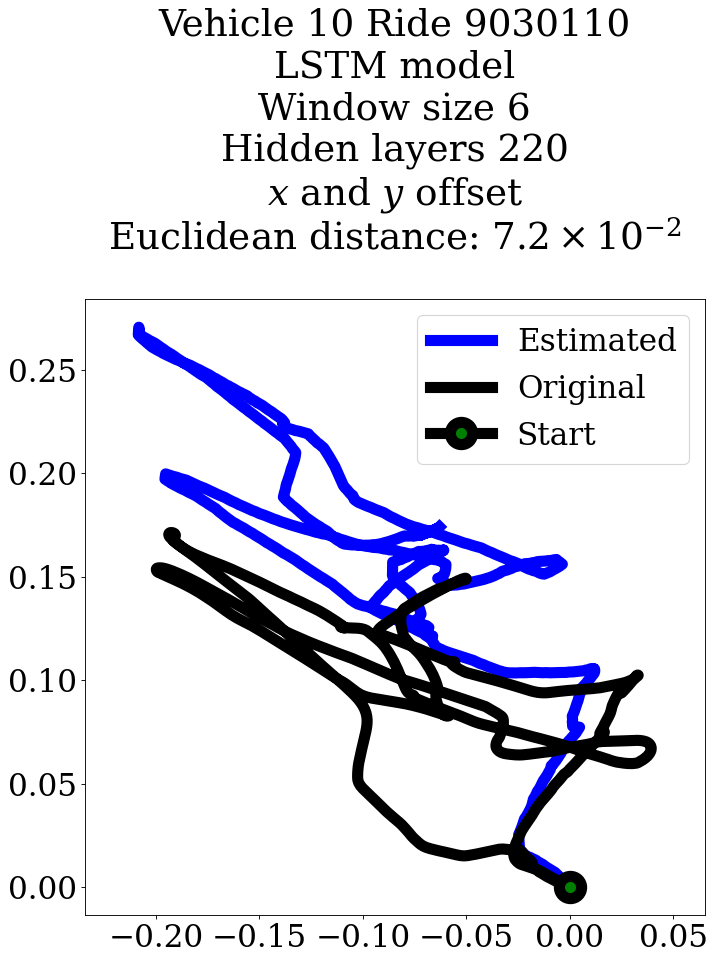 Vehicle 10 Ride 9030110
LSTM model
Window size 6
Hidden layers 220
x and y offset
Euclidean distance: 7.2 × 10⁻²
Estimated
Original
Start
0.25
0.20
0.15
0.10
0.05
0.00
−0.20 −0.15 −0.10 −0.05 0.00 0.05